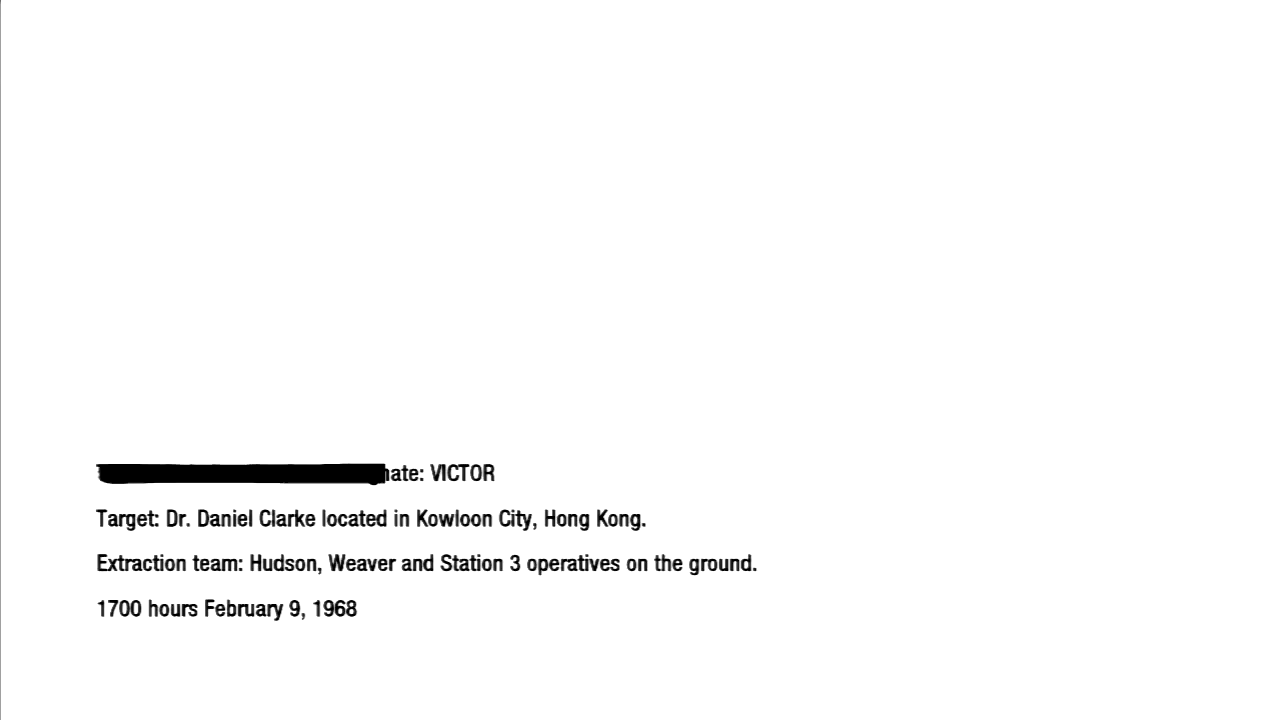 VICTOR
Target: Dr. Daniel Clarke located in Kowloon City, Hong Kong.
Extraction team: Hudson, Weaver and Station 3 operatives on the ground.
1700 hours February 9, 1968